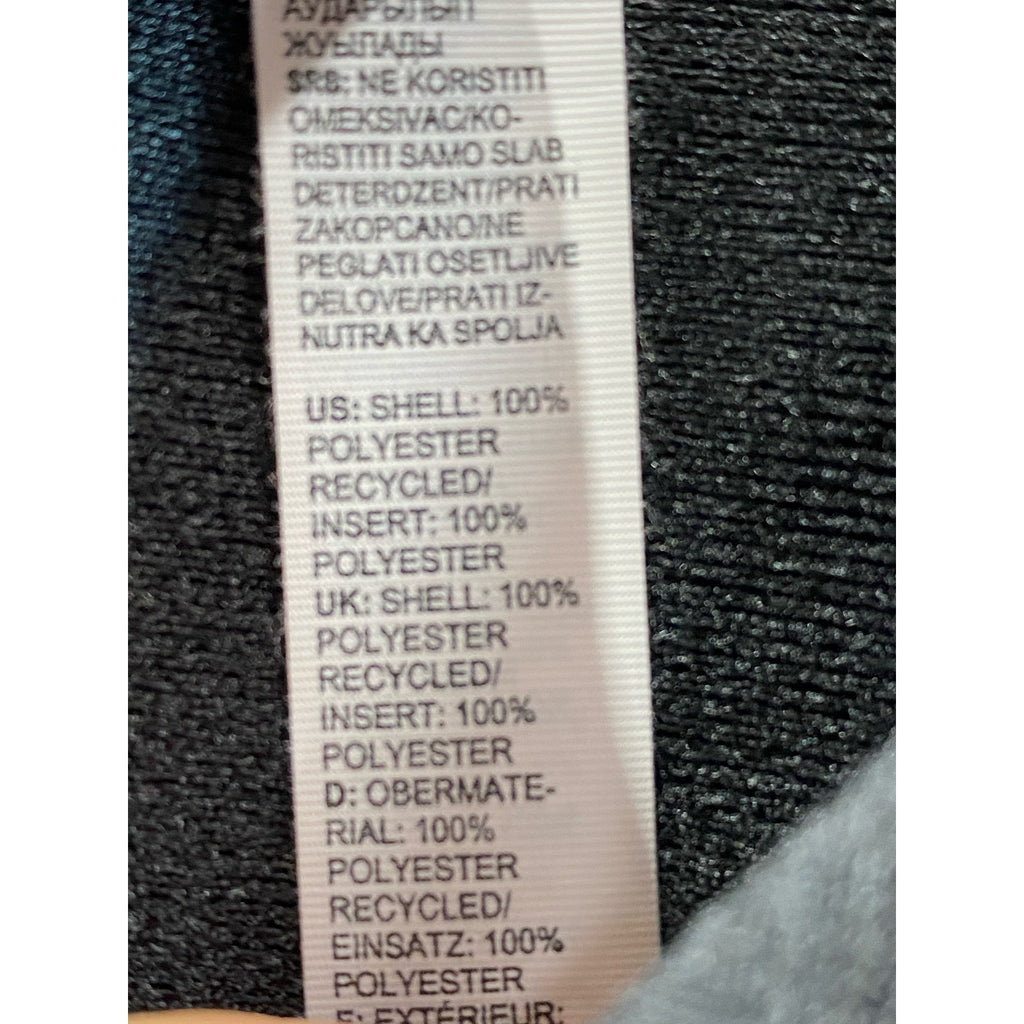 АУДАРЫЛЫП
ЖУЫЛАДЫ
SRB: NE KORISTITI
OMEKSIVAC/KO-
RISTITI SAMO SLAB
DETERDZENT/PRATI
ZAKOPCANO/NE
PEGLATI OSETLJIVE
DELOVE/PRATI IZ-
NUTRA KA SPOLJA
US: SHELL: 100%
POLYESTER
RECYCLED/
INSERT: 100%
POLYESTER
UK: SHELL: 100%
POLYESTER
RECYCLED/
INSERT: 100%
POLYESTER
D: OBERMATE-
RIAL: 100%
POLYESTER
RECYCLED/
EINSATZ: 100%
POLYESTER
F: EXTÉRIEUR: